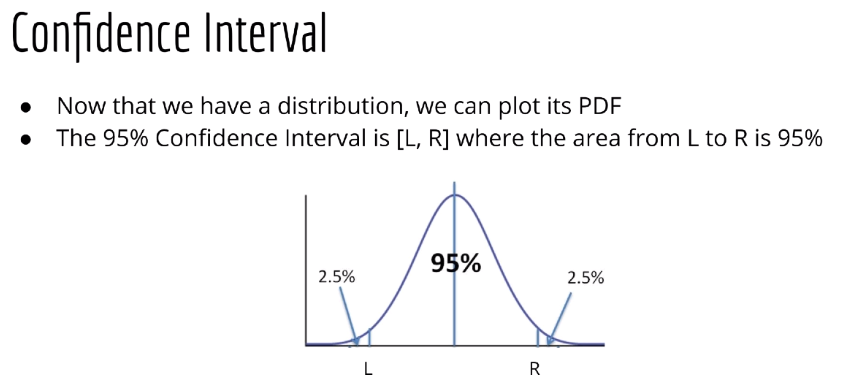 Confidence Interval
● Now that we have a distribution, we can plot its PDF
● The 95% Confidence Interval is [L, R] where the area from L to R is 95%
95%
2.5%
2.5%
L
R